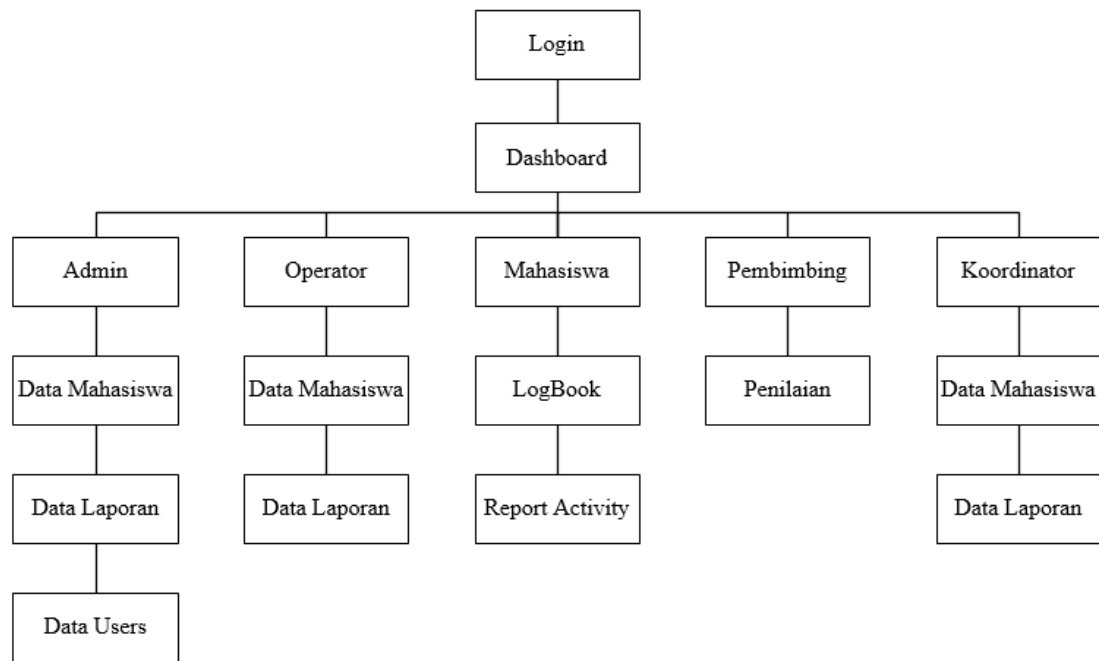 Login
Dashboard
Admin
Operator
Mahasiswa
Pembimbing
Koordinator
Data Mahasiswa
Data Mahasiswa
LogBook
Penilaian
Data Mahasiswa
Data Laporan
Data Laporan
Report Activity
Data Laporan
Data Users